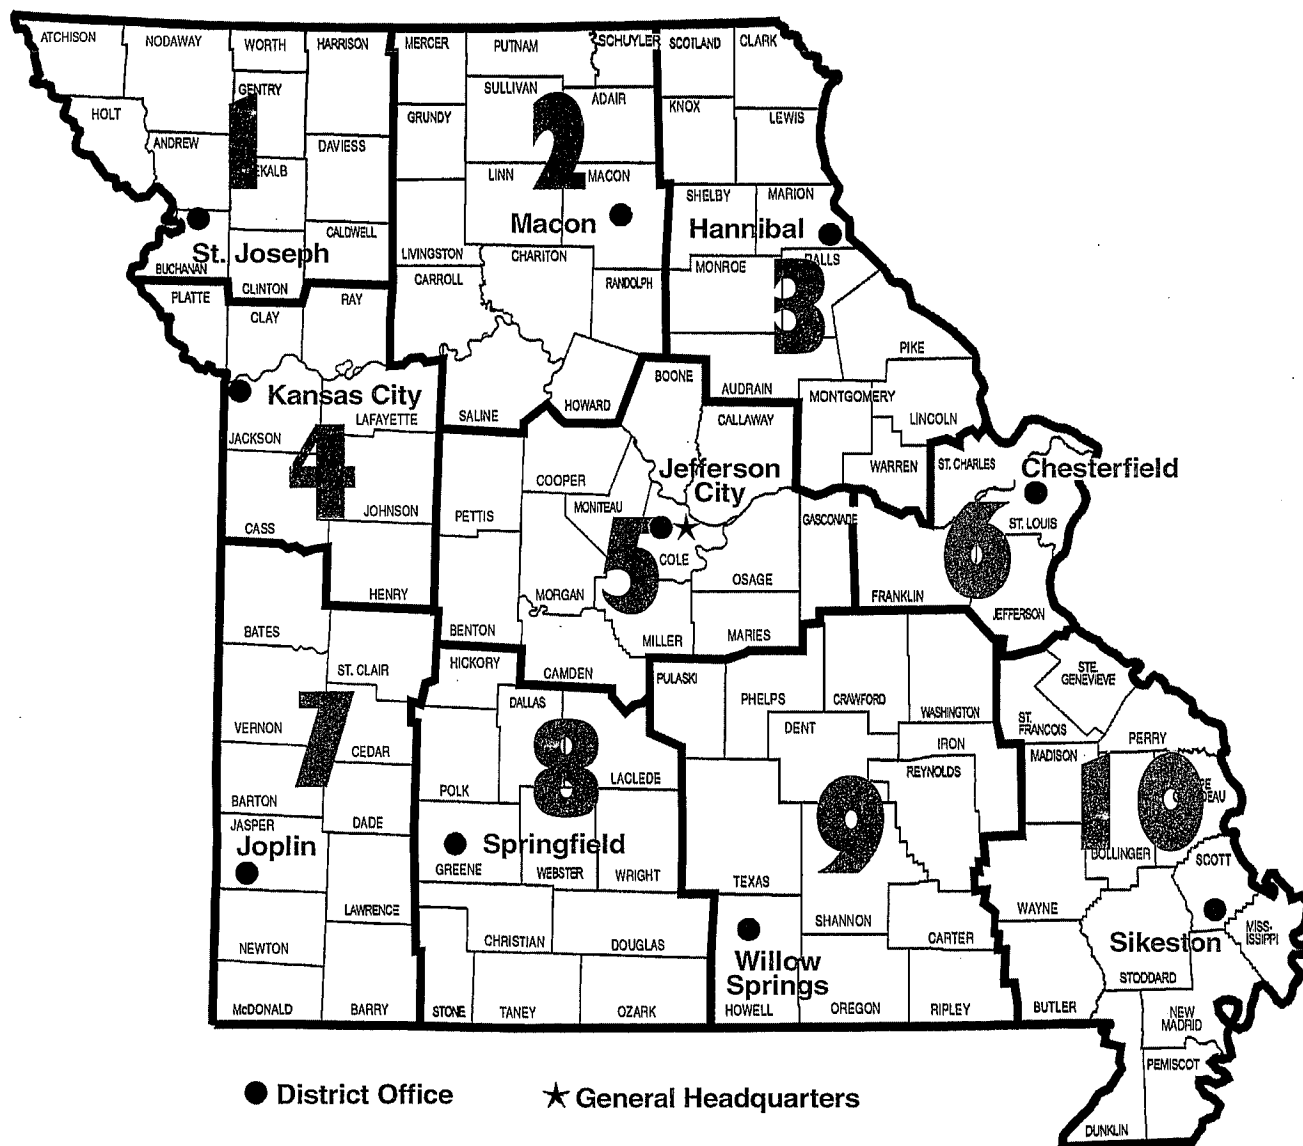 ATCHISON
NODAWAY
WORTH
HARRISON
MERCER
PUTNAM
SCHUYLER
SCOTLAND
CLARK
GENTRY
SULLIVAN
ADAIR
HOLT
GRUNDY
KNOX
LEWIS
1
2
ANDREW
DAVIESS
EKALB
LINN
MACON
SHELBY
MARION
Macon
Hannibal
CALDWELL
St. Joseph
LIVINGSTON
CHARITON
BUCHANAN
MONROE
RALLS
CLINTON
CARROLL
RANDOLPH
3
PLATTE
RAY
CLAY
PIKE
BOONE
AUDRAIN
Kansas City
MONTGOMERY
HOWARD
LAFAYETTE
SALINE
CALLAWAY
LINCOLN
JACKSON
4
Jefferson
City
WARREN
ST. CHARLES
Chesterfield
COOPER
MONITEAU
JOHNSON
PETTIS
GASCONADE
CASS
5
6
ST. LOUIS
COLE
OSAGE
HENRY
MORGAN
FRANKLIN
JEFFERSON
BATES
BENTON
MILLER
MARIES
HICKORY
ST. CLAIR
CAMDEN
PULASKI
STE.
GENEVIEVE
PHELPS
CRAWFORD
DALLAS
WASHINGTON
ST.
FRANCOIS
VERNON
7
8
DENT
IRON
PERRY
CEDAR
MADISON
REYNOLDS
LACLEDE
POLK
9
10
PE
DEAU
BARTON
JASPER
DADE
Joplin
Springfield
BOLLINGER
SCOTT
GREENE
WEBSTER
WRIGHT
TEXAS
LAWRENCE
WAYNE
SHANNON
MISS-
ISSIPPI
NEWTON
CHRISTIAN
DOUGLAS
CARTER
Sikeston
Willow
Springs
STODDARD
McDONALD
BARRY
STONE
TANEY
OZARK
HOWELL
OREGON
RIPLEY
BUTLER
NEW
MADRID
PEMISCOT
District Office
General Headquarters
DUNKLIN